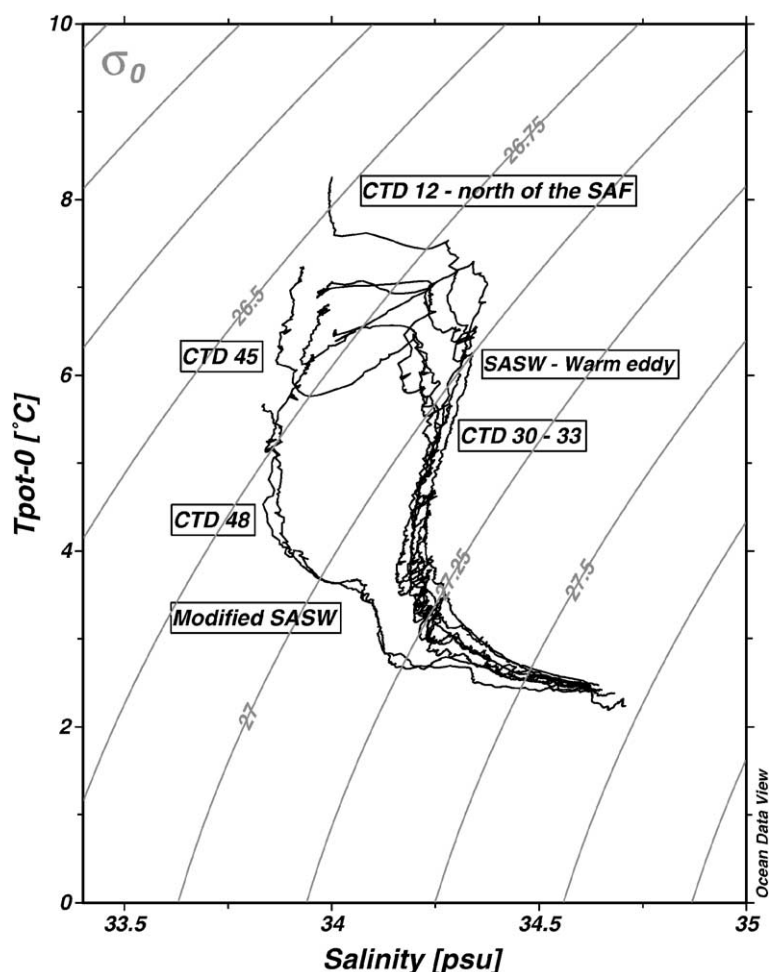 10
σ0
26.75
8
CTD 12 - north of the SAF
26.5
CTD 45
SASW - Warm eddy
6
CTD 30 - 33
Tpot-0 [°C]
CTD 48
4
27.25
27.5
Modified SASW
27
2
Ocean Data View
0
33.5 34 34.5 35
Salinity [psu]